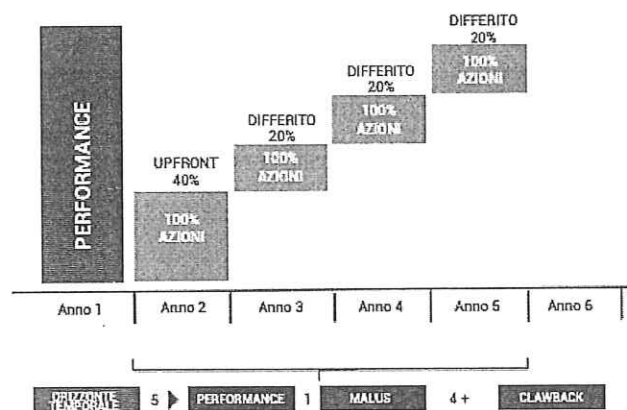 DIFFERITO
20%
100%
AZIONI
DIFFERITO
20%
100%
AZIONI
DIFFERITO
20%
100%
AZIONI
UPFRONT
40%
100%
AZIONI
PERFORMANCE
Anno 1 Anno 2 Anno 3 Anno 4 Anno 5 Anno 6
ORIZZONTE
TEMPORALE
5 PERFORMANCE 1 MALUS 4 + CLAWBACK